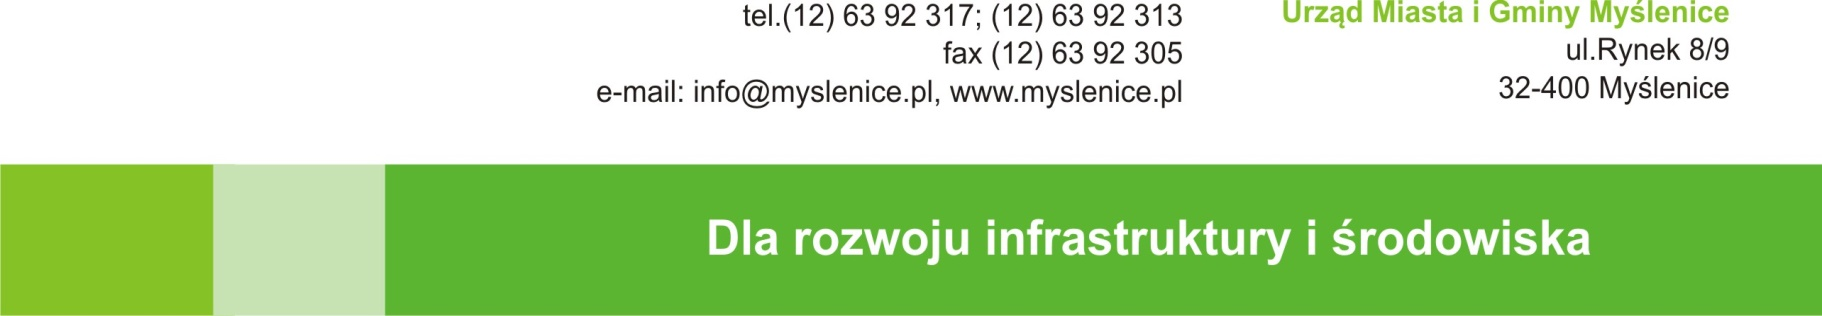 tel.(12) 63 92 317; (12) 63 92 313
fax (12) 63 92 305
e-mail: info@myslenice.pl, www.myslenice.pl
Urząd Miasta i Gminy Myślenice
ul.Rynek 8/9
32-400 Myślenice
Dla rozwoju infrastruktury i środowiska